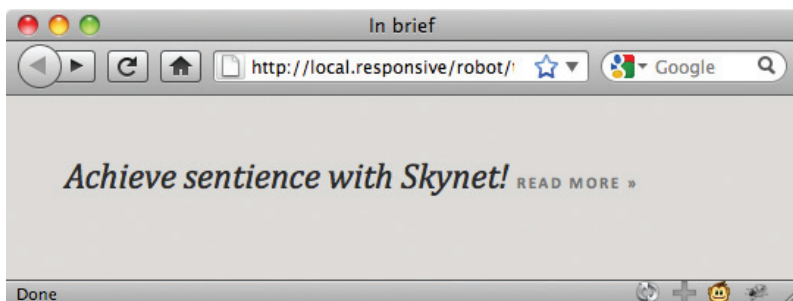 In brief
http://local.responsive/robot/
Google
Achieve sentience with Skynet! READ MORE »
Done